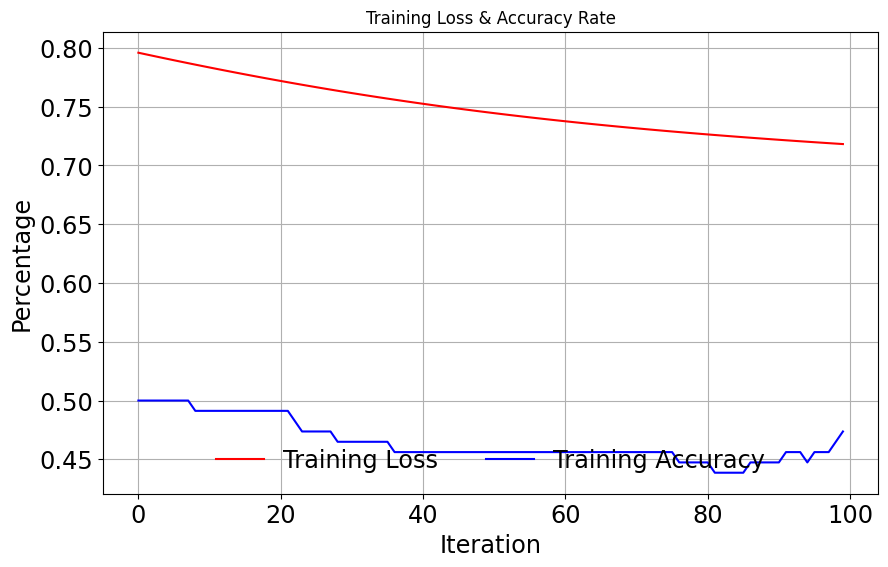 Training Loss & Accuracy Rate
0.80
0.75
0.70
0.65
0.60
0.55
0.50
0.45
Percentage
Training Loss
Training Accuracy
0
20
40
60
80
100
Iteration